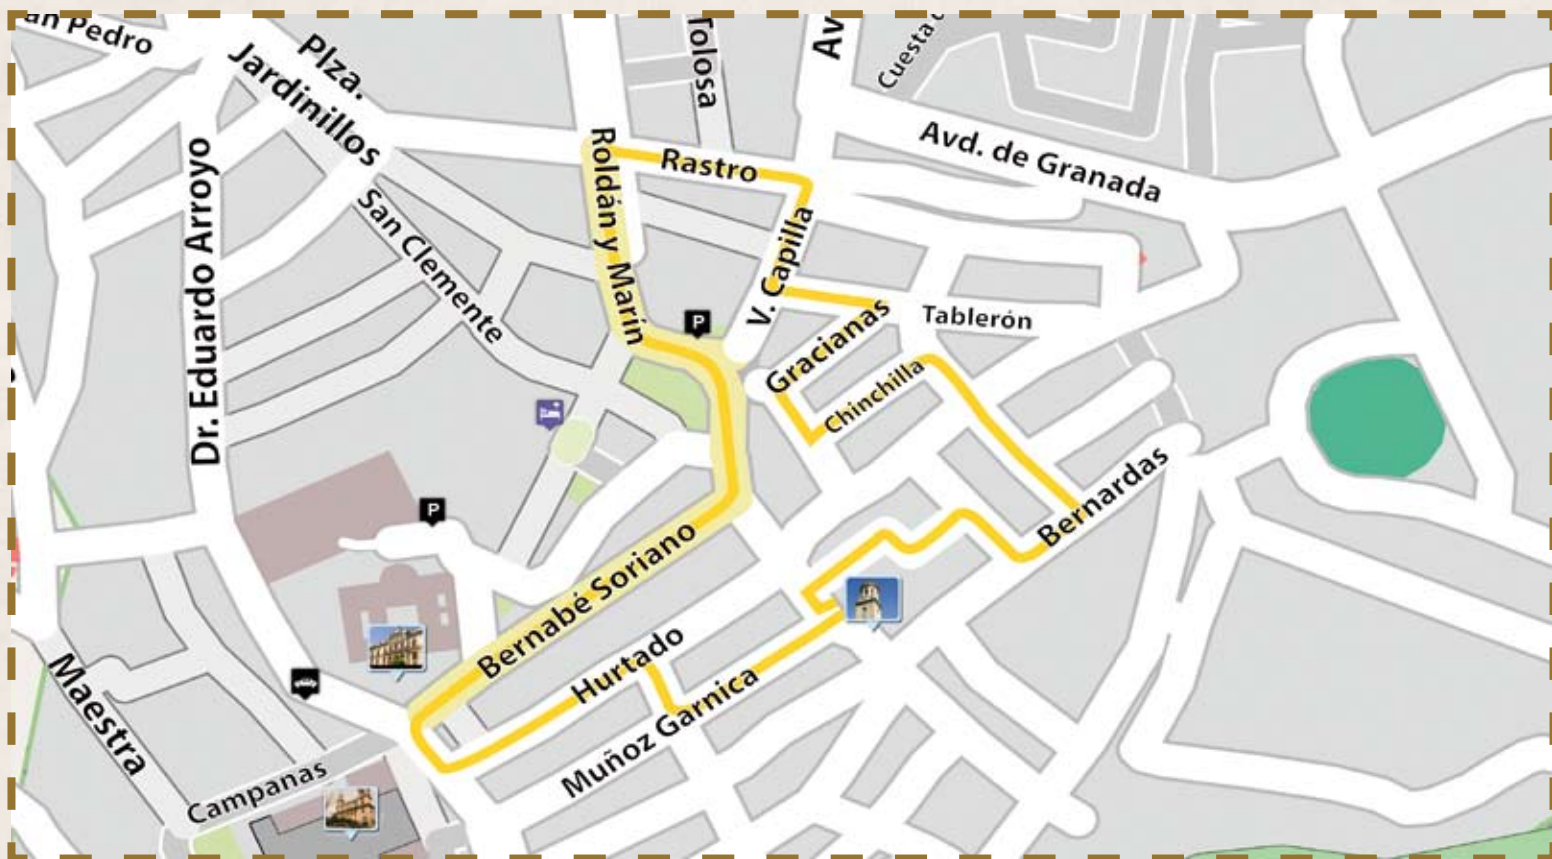 an Pedro
Plza.
Jardinillos
Tolosa
Av
Cuesta
Avd. de Granada
Rastro
Roldán y Marín
Dr. Eduardo Arroyo
San Clemente
V. Capilla
P
Gracianas
Tablerón
Chinchilla
Bernardas
P
Bernabé Soriano
Hurtado
Muñoz Garnica
Maestra
Campanas